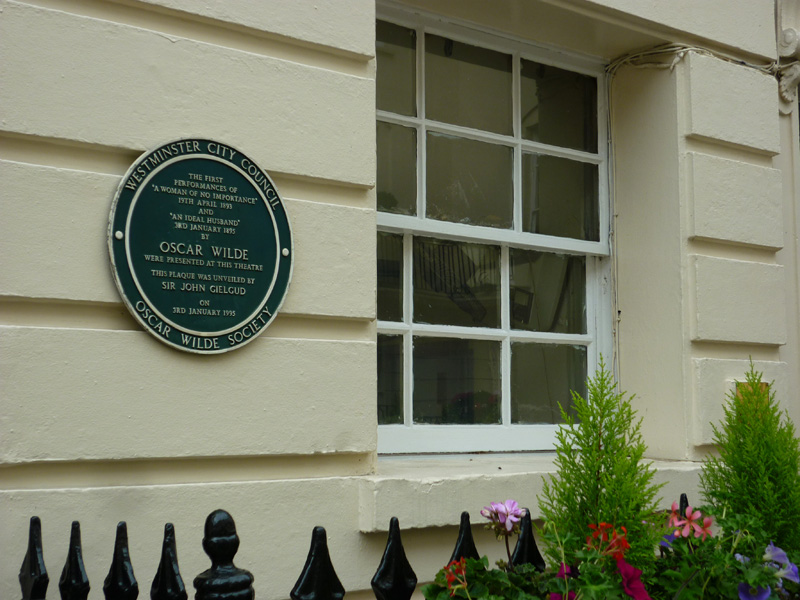 WESTMINSTER CITY COUNCIL
THE FIRST
PERFORMANCES OF
"A WOMAN OF NO IMPORTANCE"
19TH APRIL 1993
AND
"AN IDEAL HUSBAND"
3RD JANUARY 1895
BY
OSCAR WILDE
WERE PRESENTED AT THIS THEATRE
THIS PLAQUE WAS UNVEILED BY
SIR JOHN GIELGUD
ON
3RD JANUARY 1995
OSCAR WILDE SOCIETY